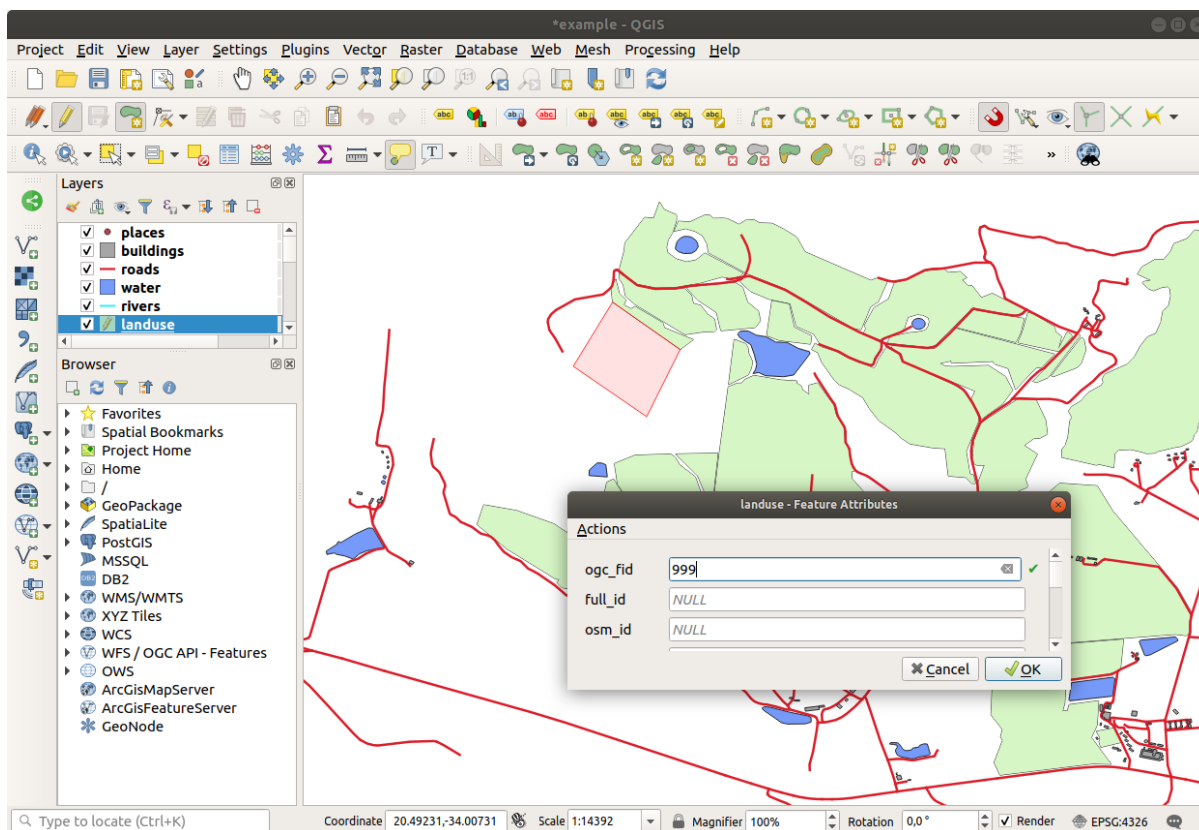 *example - QGIS
Project Edit View Layer Settings Plugins Vector Raster Database Web Mesh Processing Help
Layers
places
buildings
roads
water
rivers
landuse
Browser
Favorites
Spatial Bookmarks
Project Home
Home
/
GeoPackage
SpatiaLite
PostGIS
MSSQL
DB2
WMS/WMTS
XYZ Tiles
WCS
WFS / OGC API - Features
OWS
ArcGisMapServer
ArcGisFeatureServer
GeoNode
landuse - Feature Attributes
Actions
ogc_fid 999
full_id NULL
osm_id NULL
Cancel OK
Type to locate (Ctrl+K) Coordinate 20.49231,-34.00731 Scale 1:14392 Magnifier 100% Rotation 0,0 ° Render EPSG:4326